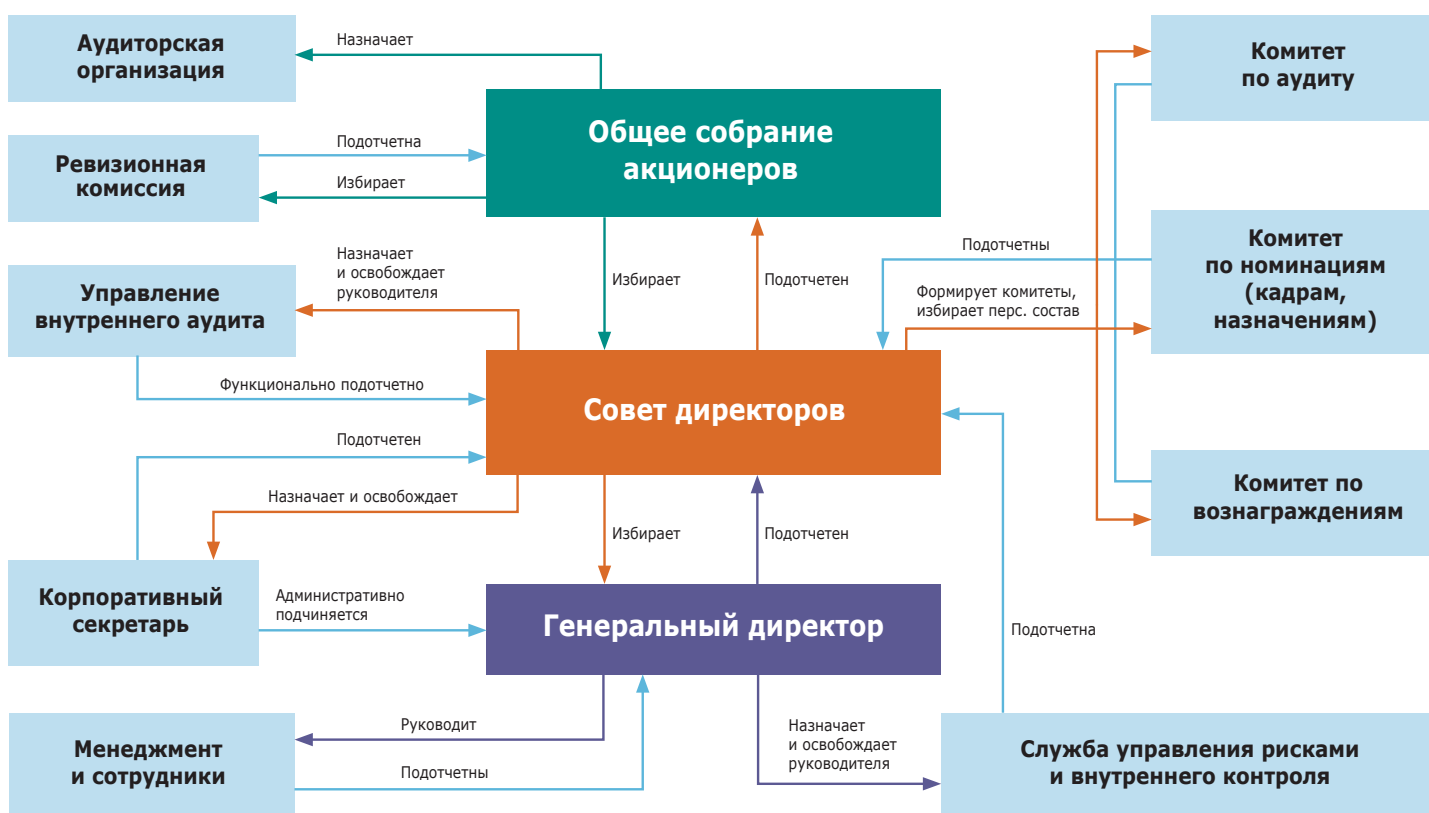 Аудиторская
организация
Назначает
Комитет
по аудиту
Общее собрание
акционеров
Ревизионная
комиссия
Подотчетна
Избирает
Назначает
и освобождает
руководителя
Управление
внутреннего аудита
Избирает
Подотчетен
Подотчетны
Формирует комитеты,
избирает перс. состав
Комитет
по номинациям
(кадрам,
назначениям)
Функционально подотчетно
Совет директоров
Подотчетен
Назначает и освобождает
Комитет по
вознаграждениям
Избирает
Подотчетен
Корпоративный
секретарь
Административно
подчиняется
Генеральный директор
Подотчетна
Менеджмент
и сотрудники
Руководит
Подотчетны
Назначает
и освобождает
руководителя
Служба управления рисками
и внутреннего контроля